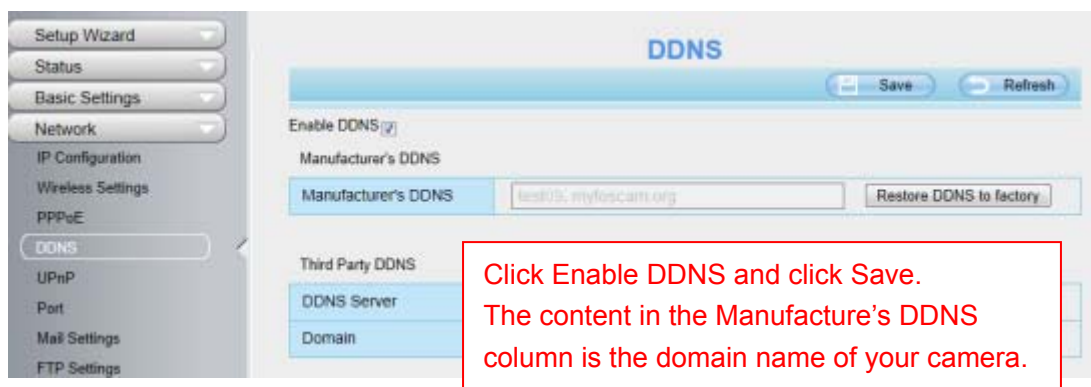 Setup Wizard
Status
Basic Settings
Network
IP Configuration
Wireless Settings
PPPoE
DDNS
UPnP
Port
Mail Settings
FTP Settings
DDNS
Save Refresh
Enable DDNS
Manufacturer's DDNS
Manufacturer's DDNS test09.myfoscam.org Restore DDNS to factory
Third Party DDNS
DDNS Server
Domain
Click Enable DDNS and click Save.
The content in the Manufacture's DDNS
column is the domain name of your camera.